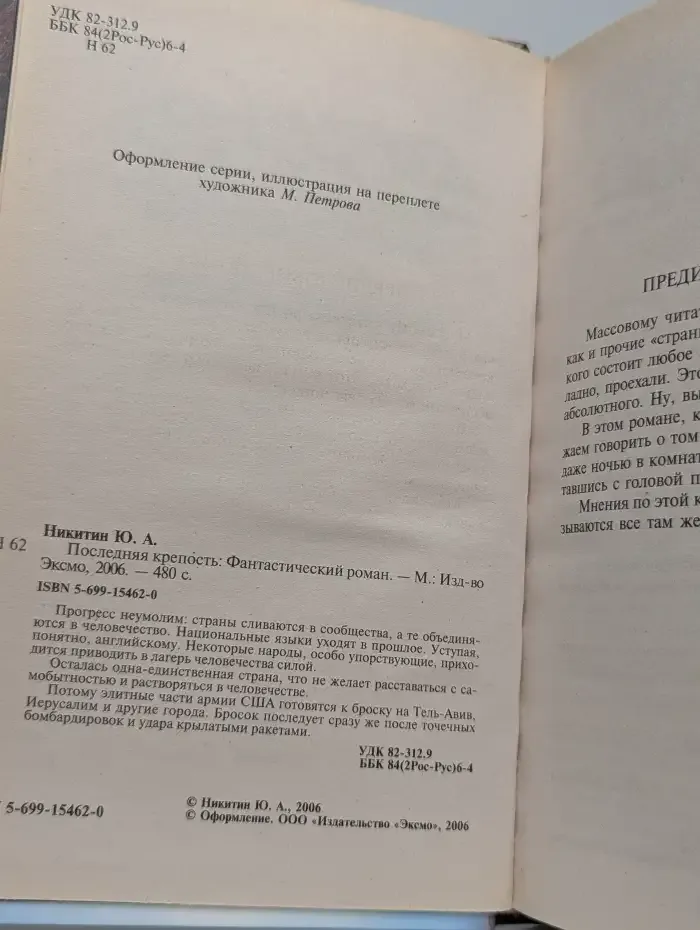 УДК 82-312.9
ББК 84(2Рос-Рус)6-4
Н 62
Оформление серии, иллюстрация на переплете
художника М. Петрова
Никитин Ю. А.
Н 62
Последняя крепость: Фантастический роман. — М.: Изд-во
Эксмо, 2006. — 480 с.
ISBN 5-699-15462-0
Прогресс неумолим: страны сливаются в сообщества, а те объединя-
ются в человечество. Национальные языки уходят в прошлое. Уступая,
понятно, английскому. Некоторые народы, особо упорствующие, прихо-
дится приводить в лагерь человечества силой.
Осталась одна-единственная страна, что не желает расставаться с са-
мобытностью и растворяться в человечестве.
Потому элитные части армии США готовятся к броску на Тель-Авив,
Иерусалим и другие города. Бросок последует сразу же после точечных
бомбардировок и удара крылатыми ракетами.
УДК 82-312.9
ББК 84(2Рос-Рус)6-4
5-699-15462-0
© Никитин Ю. А., 2006
© Оформление. ООО «Издательство «Эксмо», 2006
ПРЕДИ
Массовому чита
как и прочие «стран
кого состоит любое
ладно, проехали. Это
абсолютного. Ну, вы
В этом романе, к
жаем говорить о том
даже ночью в комнат
тавшись с головой п
Мнения по этой к
зываются все там же